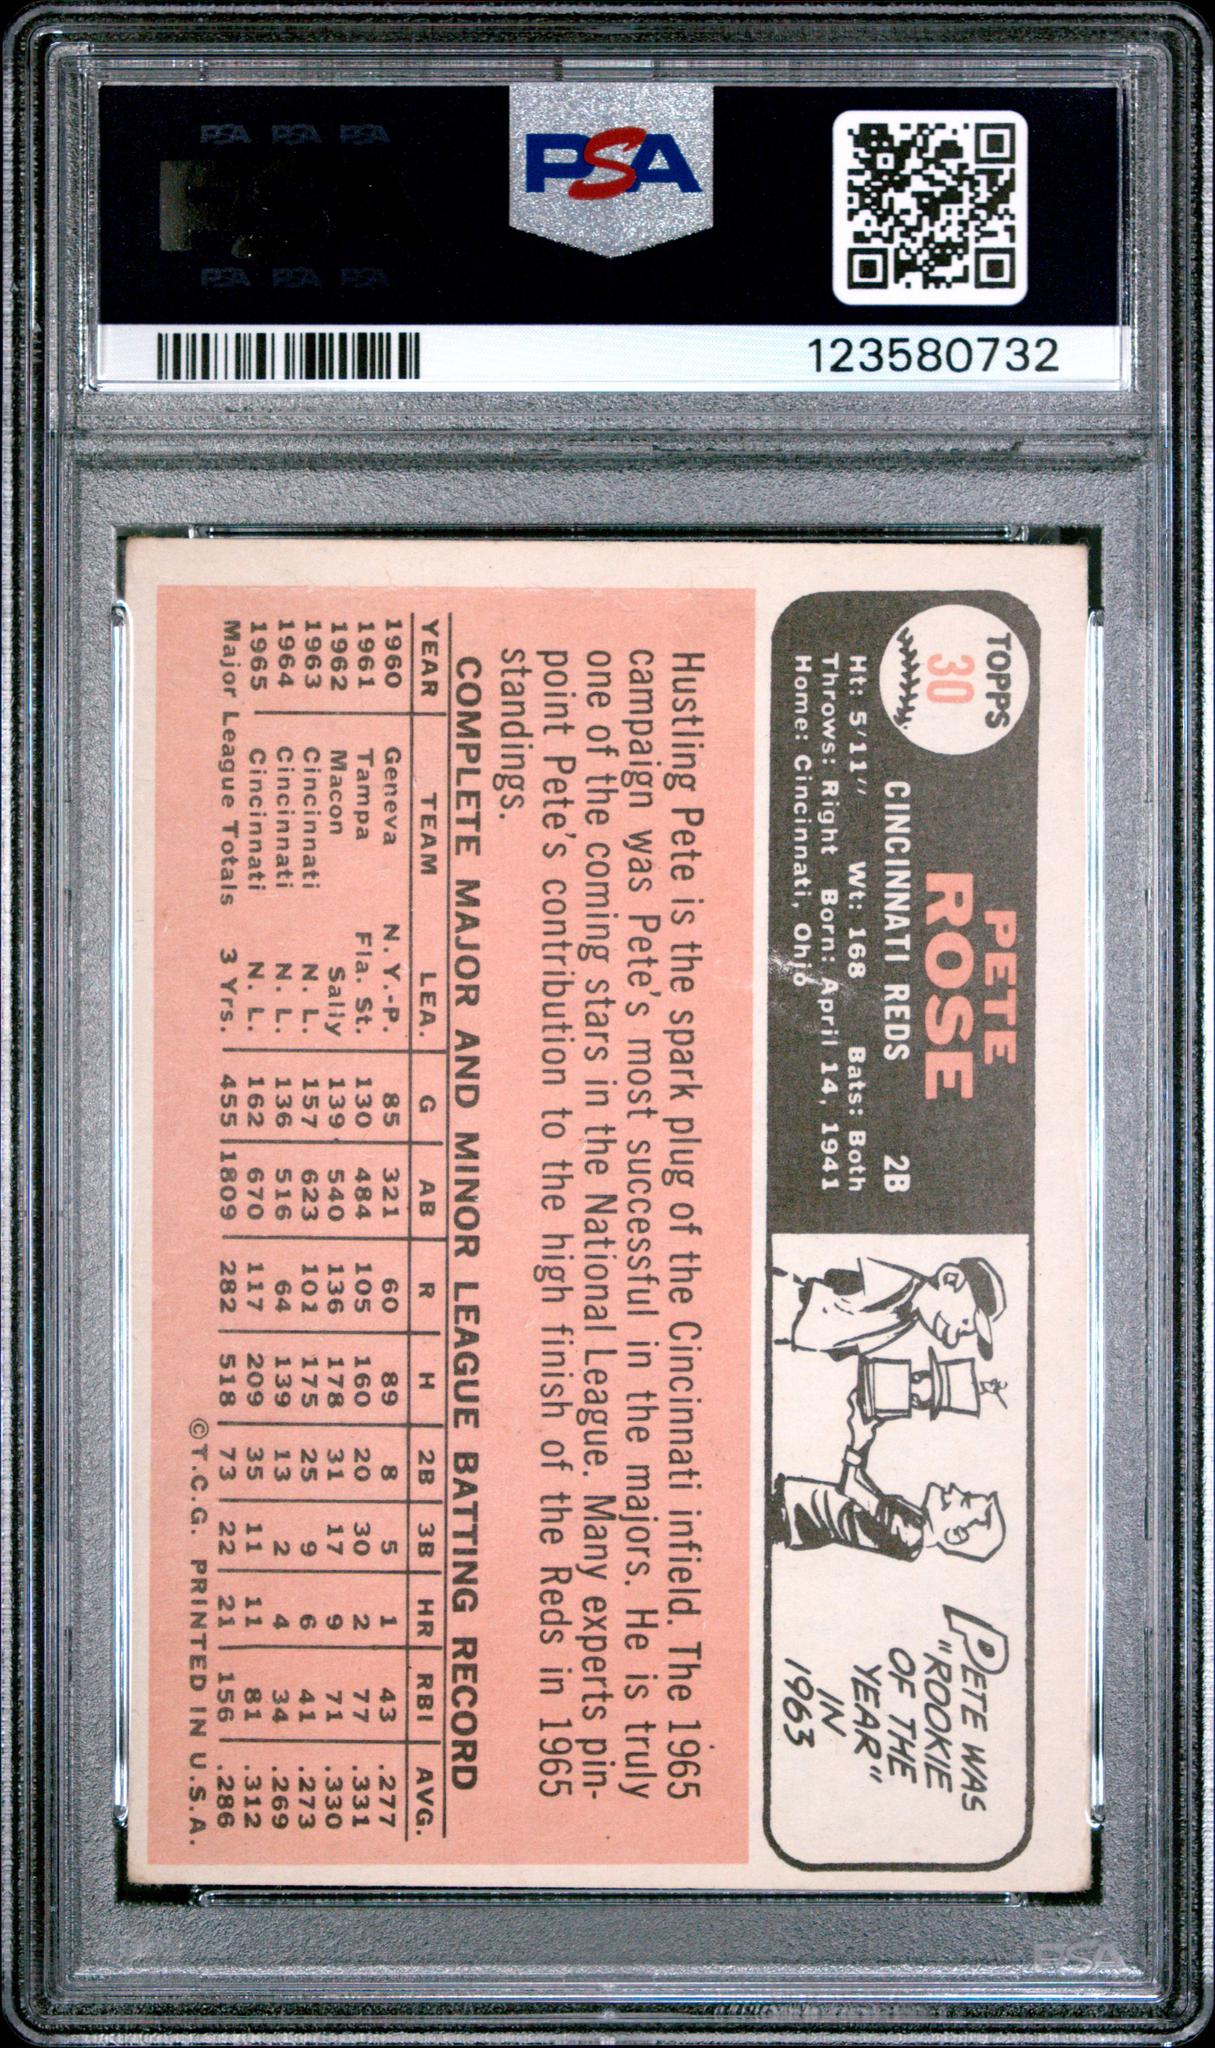 PSA PSA PSA
PSA
PSA PSA PSA
PSA
123580732
TOPPS
30
PETE
ROSE
CINCINNATI REDS 2B
Ht: 5'11" Wt: 168 Bats: Both
Throws: Right Born: April 14, 1941
Home: Cincinnati, Ohio
PETE WAS
"ROOKIE
OF THE
YEAR"
IN
1963
Hustling Pete is the spark plug of the Cincinnati infield. The 1965
campaign was Pete's most successful in the majors. He is truly
one of the coming stars in the National League. Many experts pin-
point Pete's contribution to the high finish of the Reds in 1965
standings.
COMPLETE MAJOR AND MINOR LEAGUE BATTING RECORD
YEAR TEAM LEA. G AB R H 2B 3B HR RBI AVG.
1960 Geneva N. Y.-P. 85 321 60 89 8 5 1 43 .277
1961 Tampa Fla. St. 130 484 105 160 20 30 2 77 .331
1962 Macon Sally 139 540 136 178 31 17 9 71 .330
1963 Cincinnati N. L. 157 623 101 175 25 9 6 41 .273
1964 Cincinnati N. L. 136 516 64 139 13 2 4 34 .269
1965 Cincinnati N. L. 162 670 117 209 35 11 11 81 .312
Major League Totals 3 Yrs. 455 1809 282 518 73 22 21 156 .286
©T.C.G. PRINTED IN U.S.A.
PSA